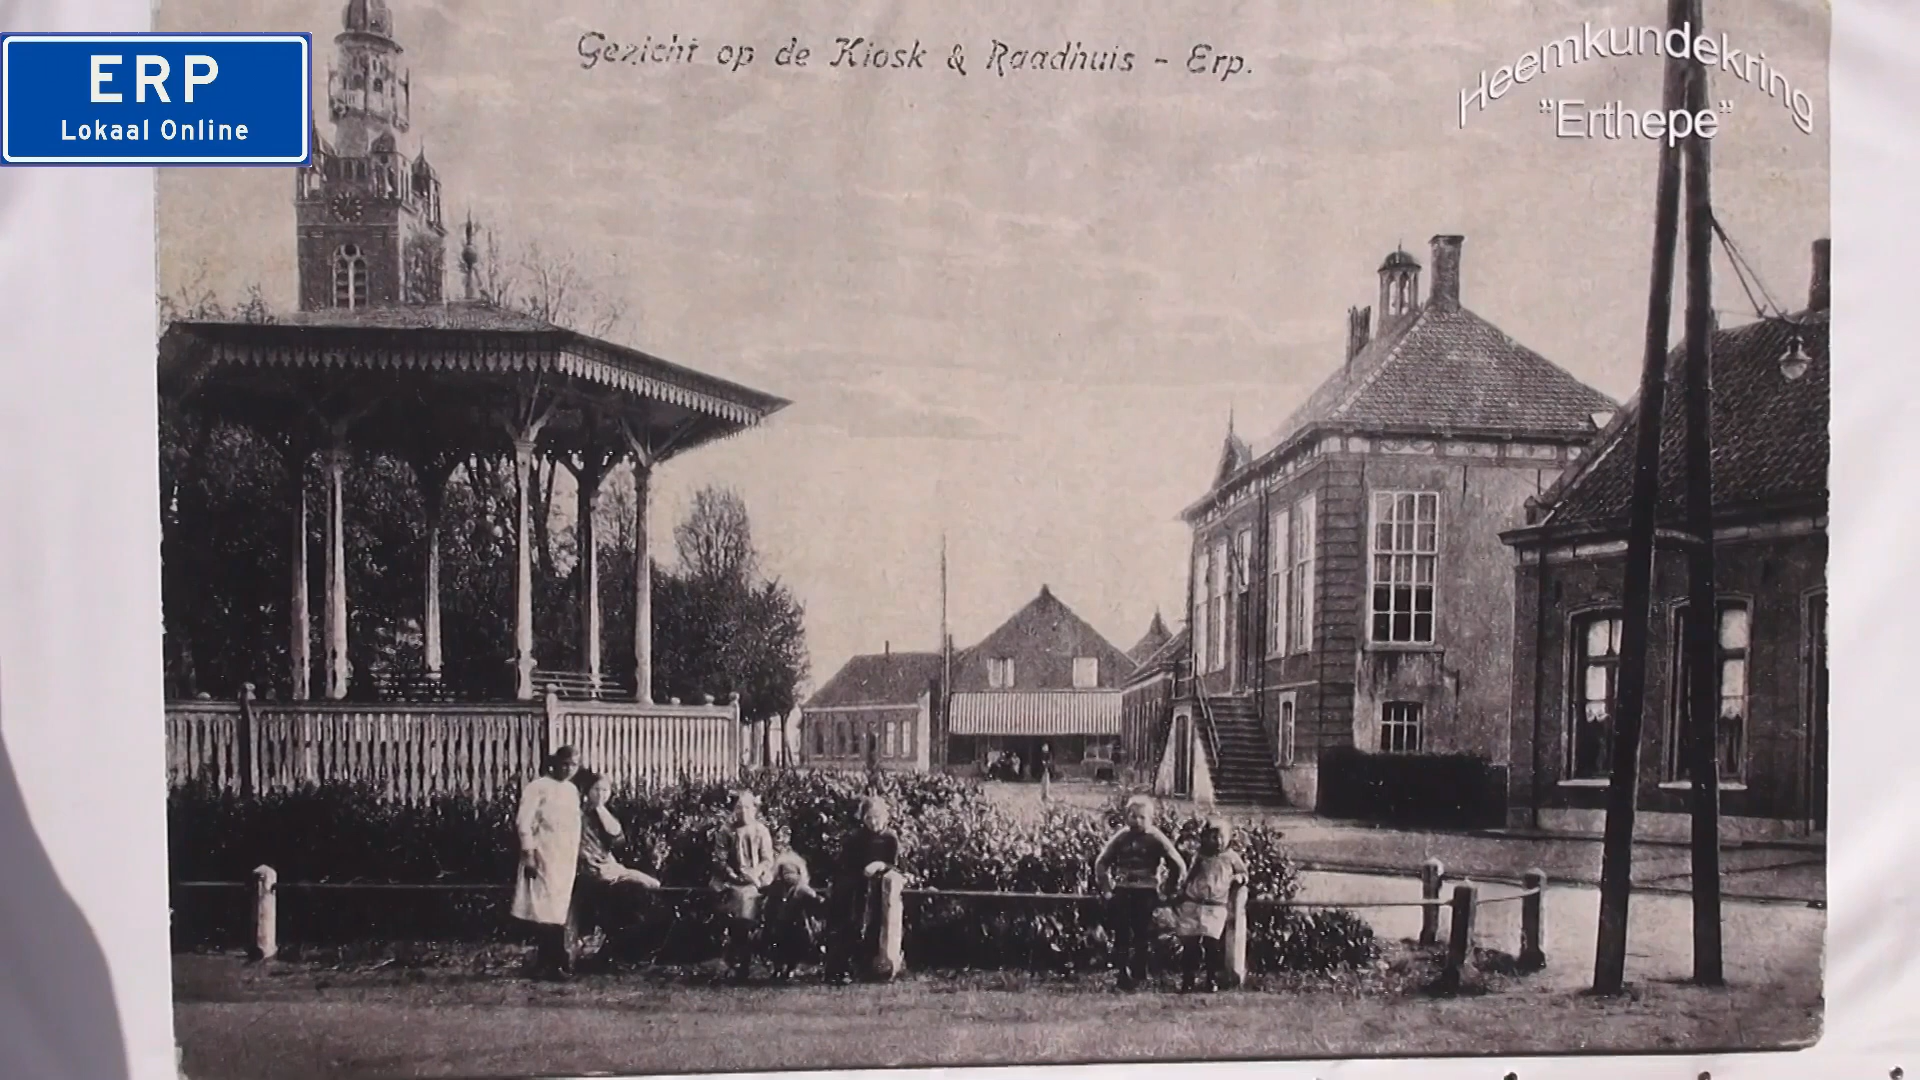 ERP
Lokaal Online
Gezicht op de Kiosk & Raadhuis - Erp.
Heemkundekring
"Erthepe"